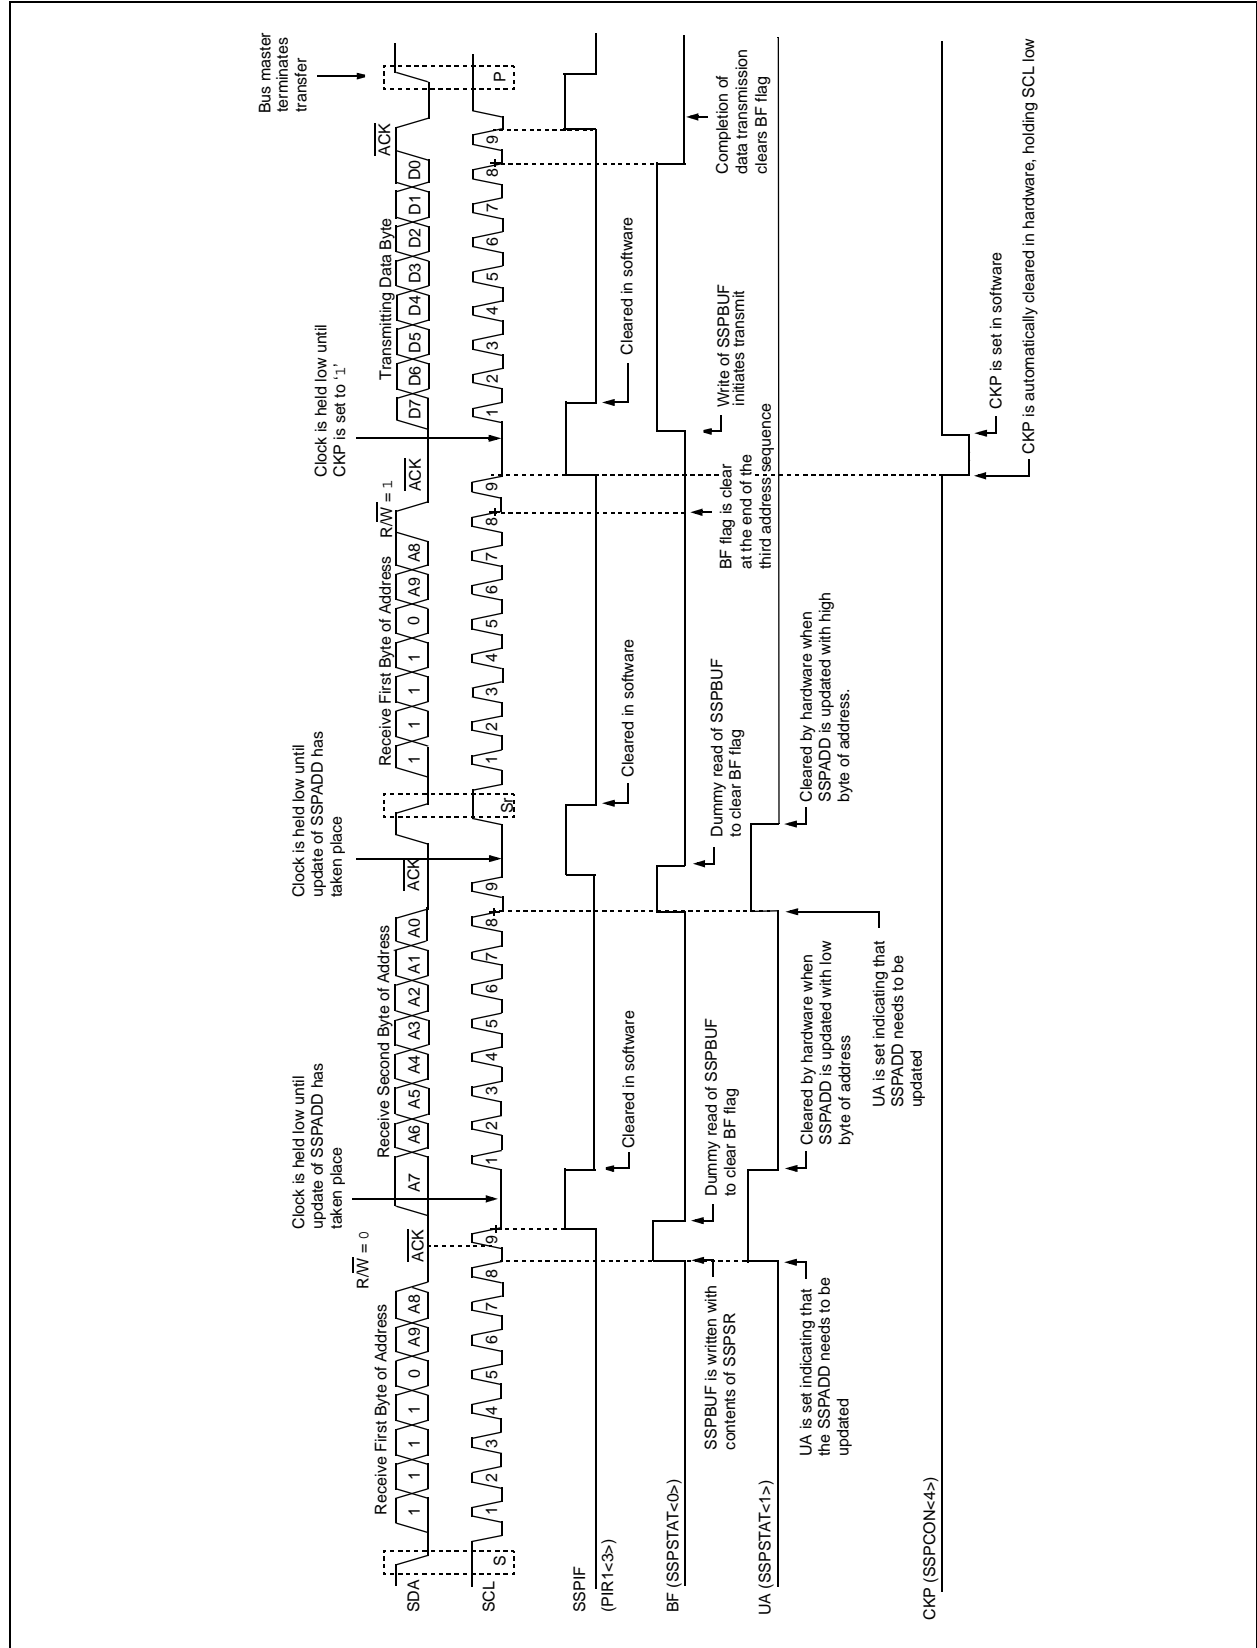 Bus master
terminates
transfer
Clock is held low until
update of SSPADD has
taken place
Clock is held low until
update of SSPADD has
taken place
Clock is held low until
CKP is set to ‘1’
R/W = 0
R/W = 1
Receive First Byte of Address
Receive Second Byte of Address
Receive First Byte of Address
Transmitting Data Byte
ACK
ACK
ACK
ACK
SDA
1 1 1 1 0 A9 A8
A7 A6 A5 A4 A3 A2 A1 A0
1 1 1 1 0 A9 A8
D7 D6 D5 D4 D3 D2 D1 D0
SCL
S 1 2 3 4 5 6 7 8 9
1 2 3 4 5 6 7 8 9
Sr 1 2 3 4 5 6 7 8 9
1 2 3 4 5 6 7 8 9 P
SSPIF
(PIR1<3>)
Cleared in software
Cleared in software
Cleared in software
BF (SSPSTAT<0>)
SSPBUF is written with
contents of SSPSR
Dummy read of SSPBUF
to clear BF flag
Dummy read of SSPBUF
to clear BF flag
BF flag is clear
at the end of the
third address sequence
Write of SSPBUF
initiates transmit
Completion of
data transmission
clears BF flag
UA (SSPSTAT<1>)
UA is set indicating that
the SSPADD needs to be
updated
Cleared by hardware when
SSPADD is updated with low
byte of address
UA is set indicating that
SSPADD needs to be
updated
Cleared by hardware when
SSPADD is updated with high
byte of address.
CKP (SSPCON<4>)
CKP is set in software
CKP is automatically cleared in hardware, holding SCL low